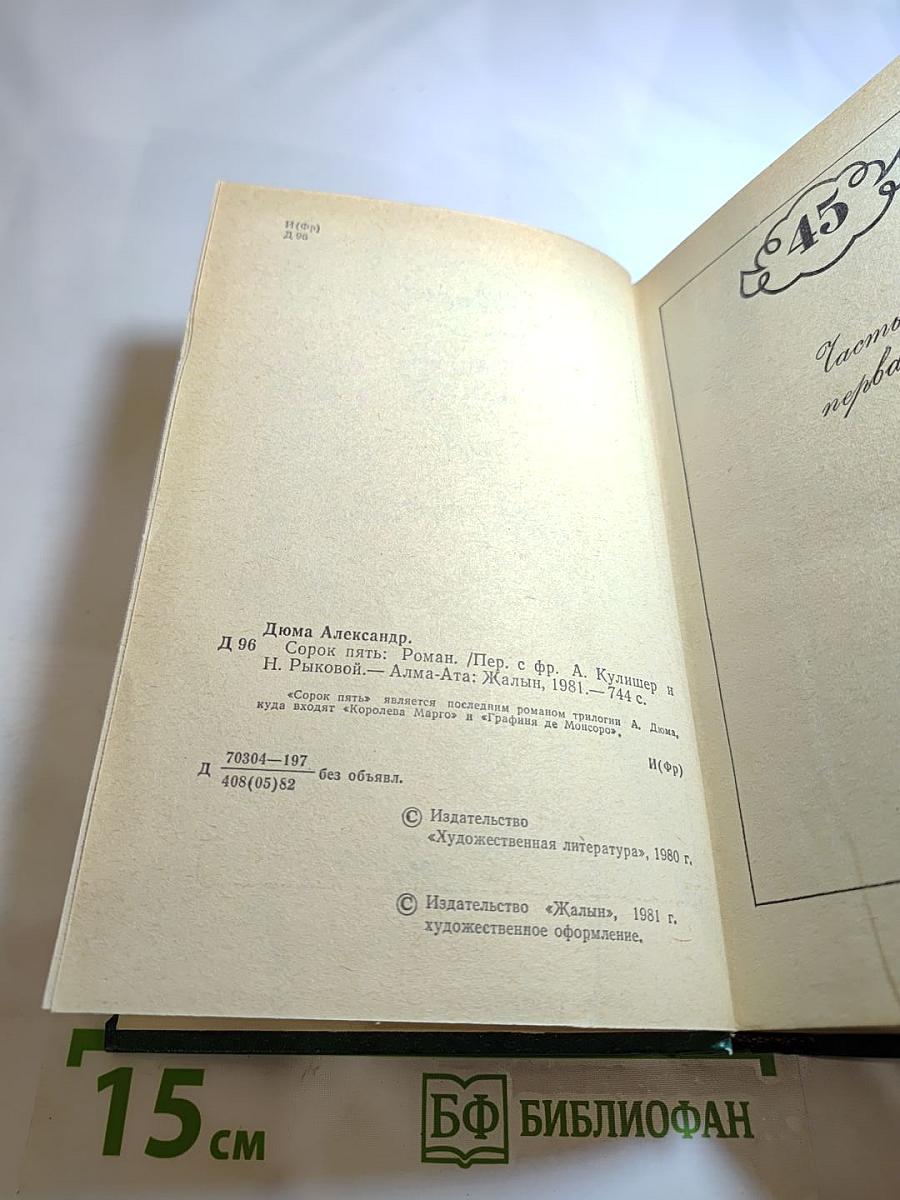 И(Фр)
Д 96
Дюма Александр.
Д 96 Сорок пять: Роман. /Пер. с фр. А. Кулишер и
Н. Рыковой.— Алма-Ата: Жалын, 1981.— 744 с.
«Сорок пять» является последним романом трилогии А. Дюма,
куда входят «Королева Марго» и «Графиня де Монсоро».
И(Фр)
Д 70304—197 без объявл.
408(05)82
© Издательство
«Художественная литература», 1980 г.
© Издательство «Жалын», 1981 г.
художественное оформление.
45
Часть
перва
15 см
БФ БИБЛИОФАН